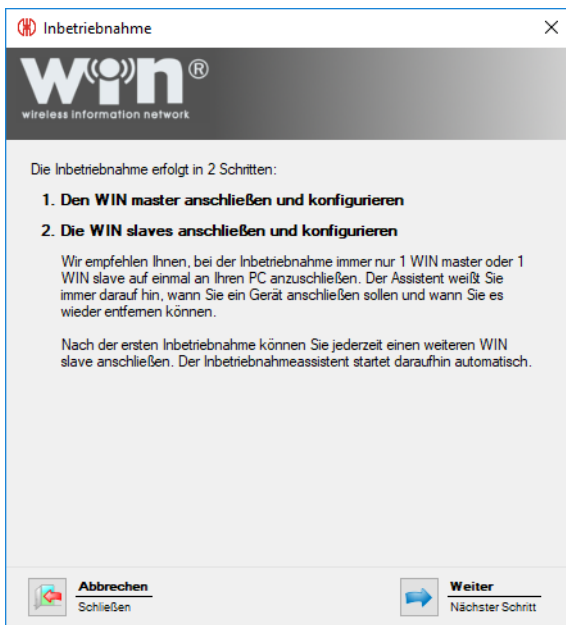 Inbetriebnahme
WIN®
wireless information network
Die Inbetriebnahme erfolgt in 2 Schritten:
1. Den WIN master anschließen und konfigurieren
2. Die WIN slaves anschließen und konfigurieren
Wir empfehlen Ihnen, bei der Inbetriebnahme immer nur 1 WIN master oder 1
WIN slave auf einmal an Ihren PC anzuschließen. Der Assistent weißt Sie
immer darauf hin, wann Sie ein Gerät anschließen sollen und wann Sie es
wieder entfernen können.
Nach der ersten Inbetriebnahme können Sie jederzeit einen weiteren WIN
slave anschließen. Der Inbetriebnahmeassistent startet daraufhin automatisch.
Abbrechen
Schließen
Weiter
Nächster Schritt